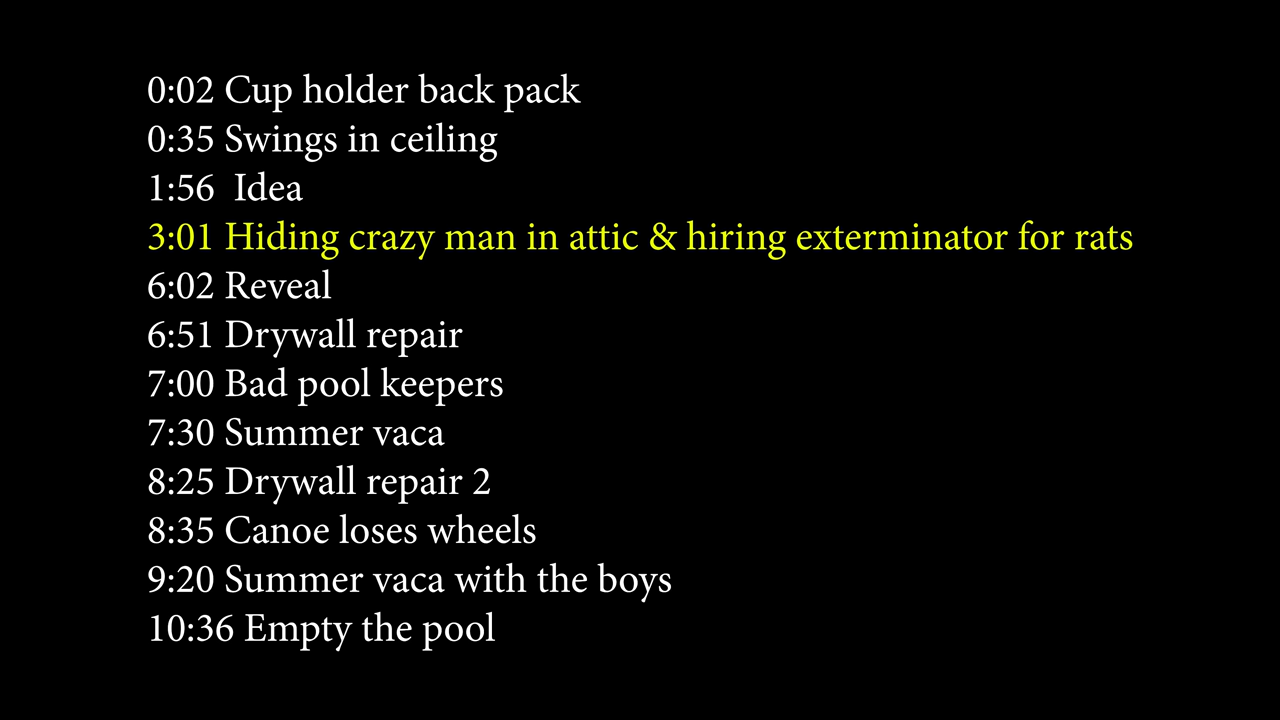 0:02 Cup holder back pack
0:35 Swings in ceiling
1:56  Idea
3:01 Hiding crazy man in attic & hiring exterminator for rats
6:02 Reveal
6:51 Drywall repair
7:00 Bad pool keepers
7:30 Summer vaca
8:25 Drywall repair 2
8:35 Canoe loses wheels
9:20 Summer vaca with the boys
10:36 Empty the pool